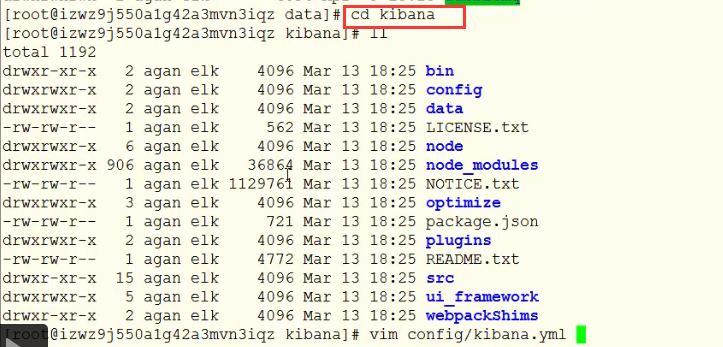 [root@izwz9j550a1g42a3mvn3iqz data]# cd kibana
[root@izwz9j550a1g42a3mvn3iqz kibana]# ll
total 1192
drwxr-xr-x 2 agan elk 4096 Mar 13 18:25 bin
drwxrwxr-x 2 agan elk 4096 Mar 13 18:25 config
drwxrwxr-x 2 agan elk 4096 Mar 13 18:25 data
-rw-rw-r-- 1 agan elk 562 Mar 13 18:25 LICENSE.txt
drwxrwxr-x 6 agan elk 4096 Mar 13 18:25 node
drwxrwxr-x 906 agan elk 36864 Mar 13 18:25 node_modules
-rw-rw-r-- 1 agan elk 1129761 Mar 13 18:25 NOTICE.txt
drwxrwxr-x 3 agan elk 4096 Mar 13 18:25 optimize
-rw-rw-r-- 1 agan elk 721 Mar 13 18:25 package.json
drwxrwxr-x 2 agan elk 4096 Mar 13 18:25 plugins
-rw-rw-r-- 1 agan elk 4772 Mar 13 18:25 README.txt
drwxr-xr-x 15 agan elk 4096 Mar 13 18:25 src
drwxrwxr-x 5 agan elk 4096 Mar 13 18:25 ui_framework
drwxr-xr-x 2 agan elk 4096 Mar 13 18:25 webpackShims
[root@izwz9j550a1g42a3mvn3iqz kibana]# vim config/kibana.yml